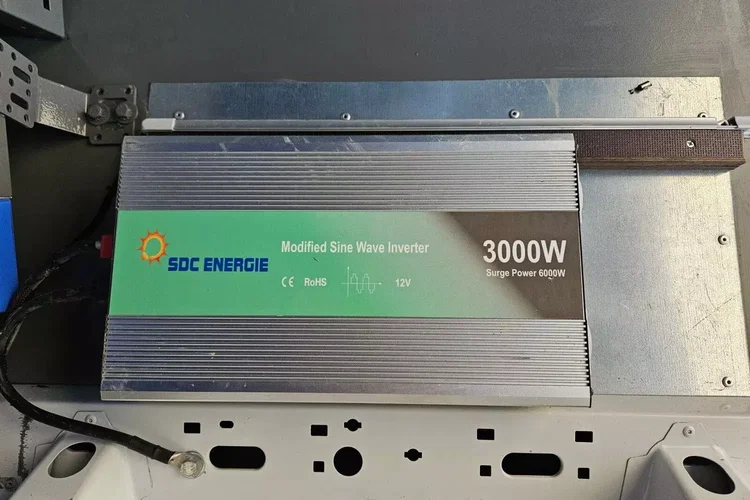 SDC ENERGIE
Modified Sine Wave Inverter
CE RoHS 12V
3000W
Surge Power 6000W